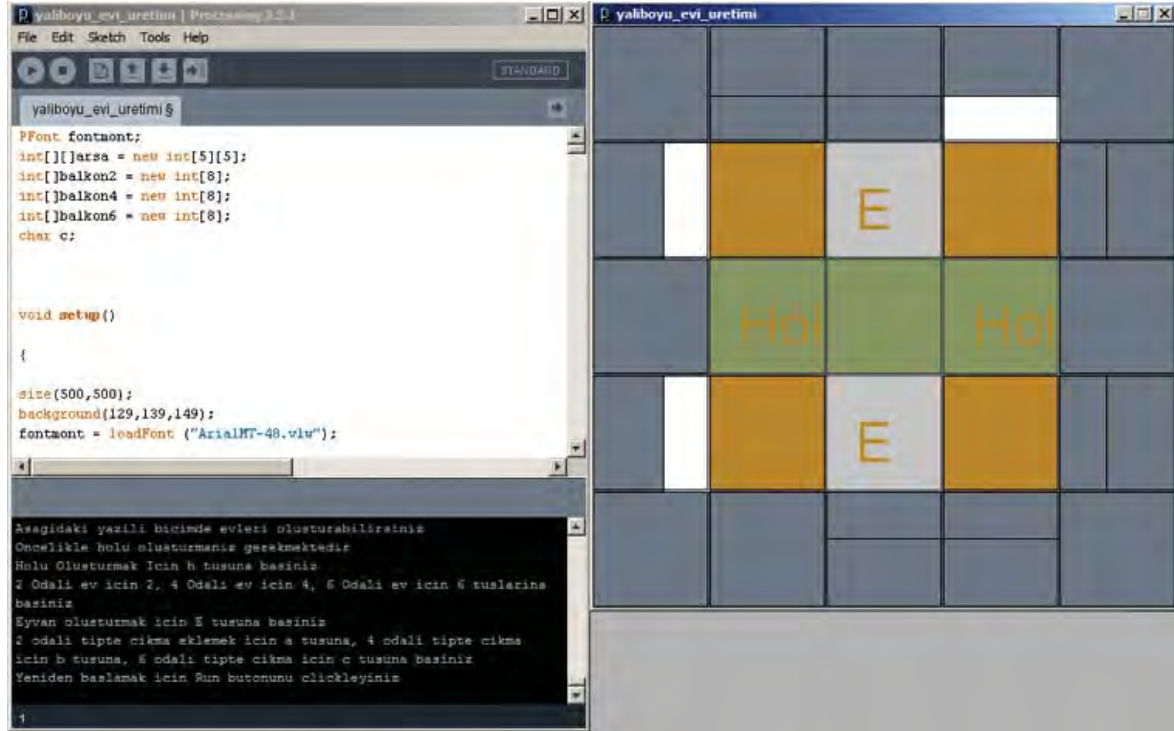 yaliboyu_evi_uretimi | Processing 1.5.1
File Edit Sketch Tools Help
STANDARD
yaliboyu_evi_uretimi §
PFont fontmont;
int[][]arsa = new int[5][5];
int[]balkon2 = new int[8];
int[]balkon4 = new int[8];
int[]balkon6 = new int[8];
char c;
void setup()
{
size(500,500);
background(129,139,149);
fontmont = loadFont ("ArialMT-48.vlw");
Asagidaki yazili bicimde evleri olusturabilirsiniz
Oncelikle holu olusturmaniz gerekmektedir
Holu Olusturmak Icin h tusuna basiniz
2 Odali ev icin 2, 4 Odali ev icin 4, 6 Odali ev icin 6 tuslarina
basiniz
Eyvan olusturmak icin E tusuna basiniz
2 odali tipte cikma eklemek icin a tusuna, 4 odali tipte cikma
icin b tusuna, 6 odali tipte cikma icin c tusuna basiniz
Yeniden baslamak icin Run butonunu clickleyiniz
1
yaliboyu_evi_uretimi
E
Hol Hol
E